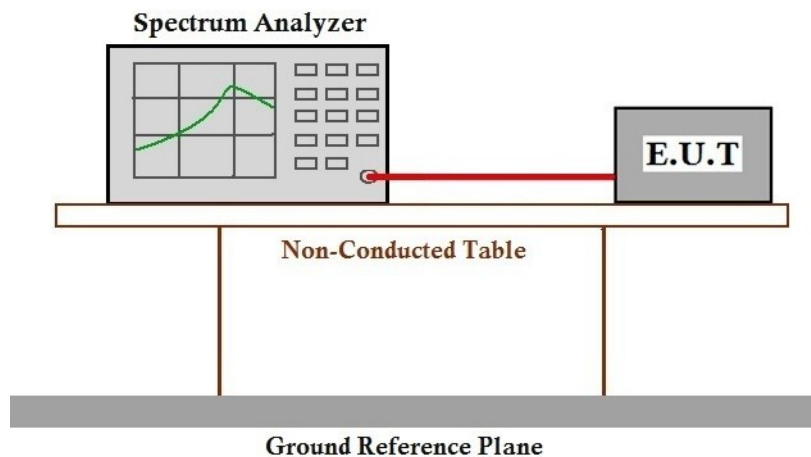 Spectrum Analyzer
E.U.T
Non-Conducted Table
Ground Reference Plane